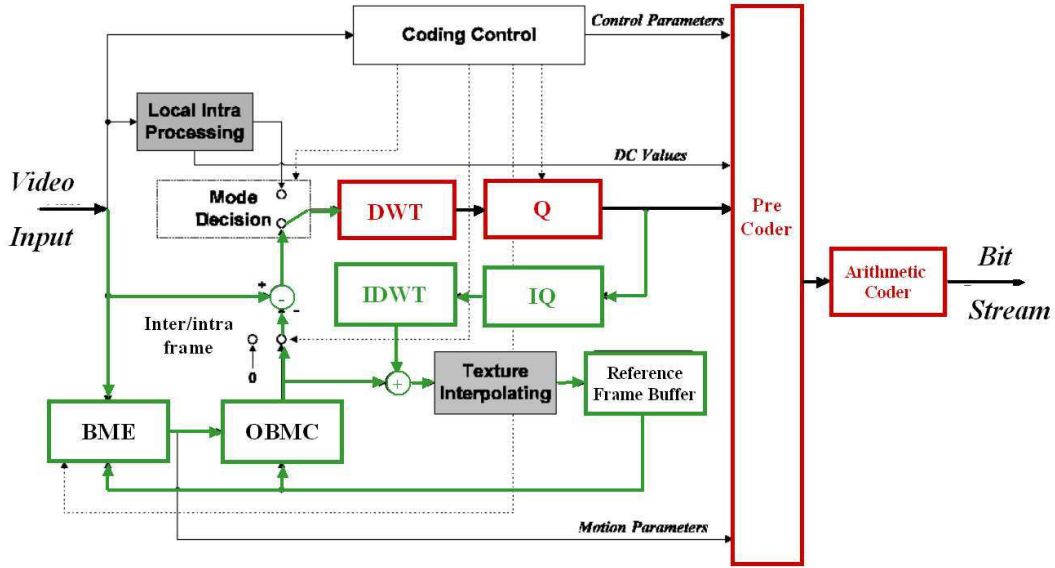 Control Parameters
Coding Control
Local Intra
Processing
DC Values
Video
Input
Mode
Decision
DWT
Q
Pre
Coder
+
-
-
IDWT
IQ
Arithmetic
Coder
Bit
Stream
Inter/intra
frame
0
+
Texture
Interpolating
Reference
Frame Buffer
BME
OBMC
Motion Parameters